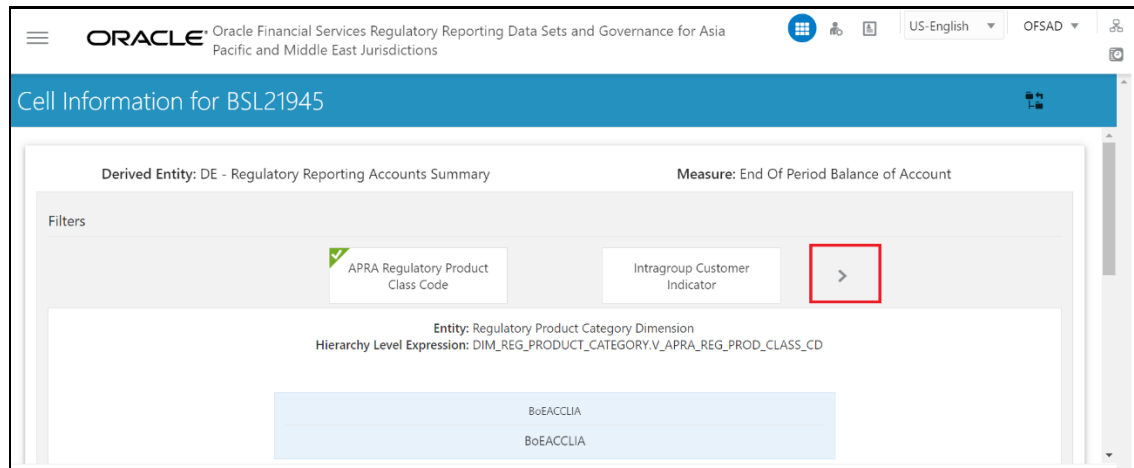 ORACLE® Oracle Financial Services Regulatory Reporting Data Sets and Governance for Asia
Pacific and Middle East Jurisdictions
US-English
OFSAD
Cell Information for BSL21945
Derived Entity: DE - Regulatory Reporting Accounts Summary
Measure: End Of Period Balance of Account
Filters
APRA Regulatory Product
Class Code
Intragroup Customer
Indicator
Entity: Regulatory Product Category Dimension
Hierarchy Level Expression: DIM_REG_PRODUCT_CATEGORY.V_APRA_REG_PROD_CLASS_CD
BoEACCLIA
BoEACCLIA